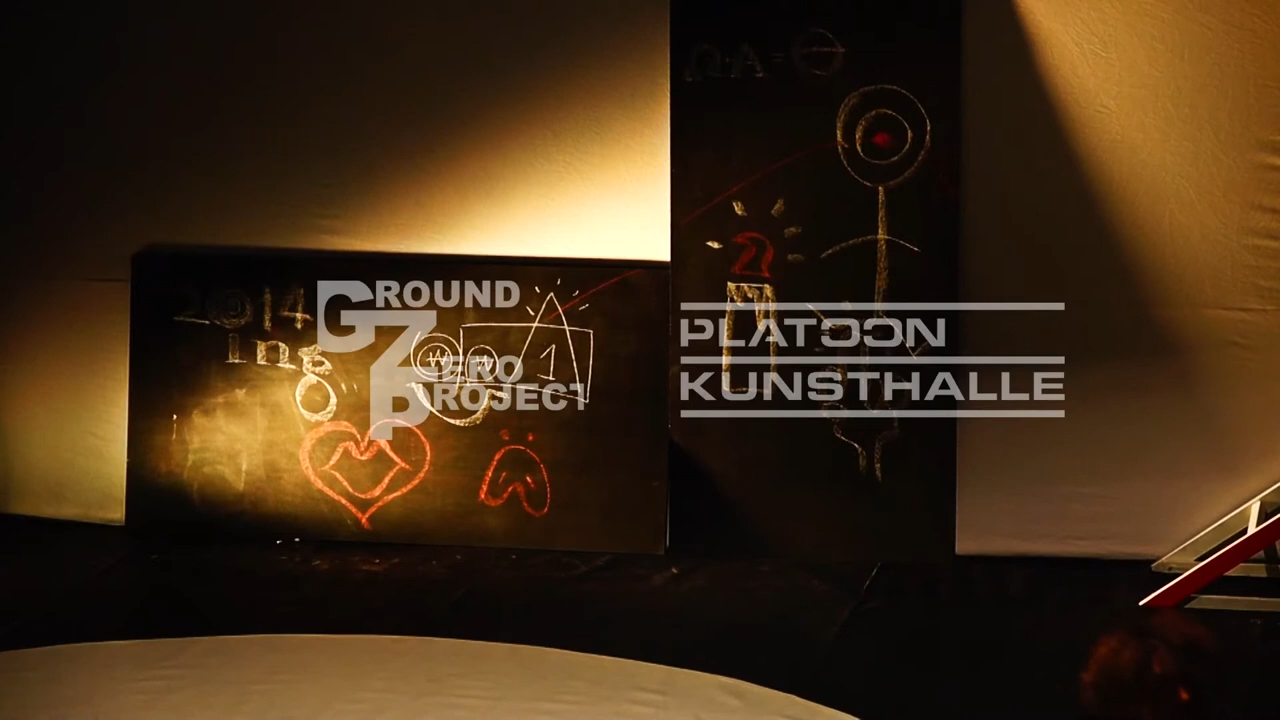 2014
ing
W W 1
GROUND
ZERO
PROJECT
PLATOON
KUNSTHALLE